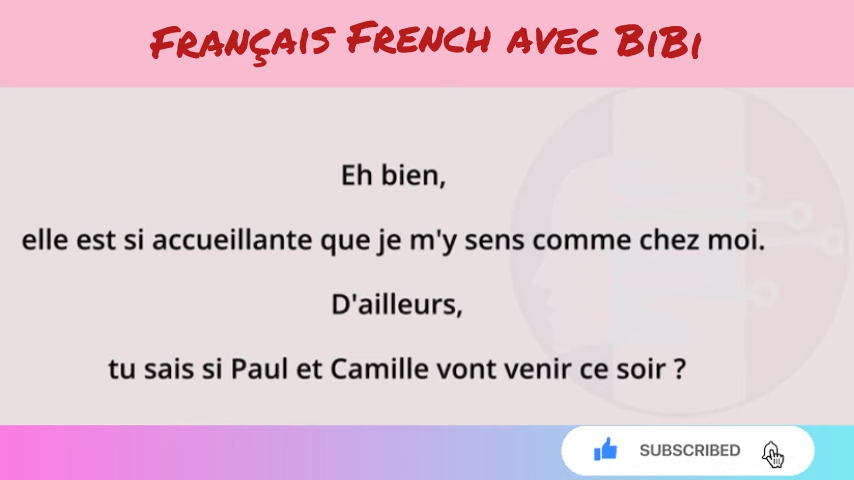 Français French avec BiBi
Eh bien,
elle est si accueillante que je m'y sens comme chez moi.
D'ailleurs,
tu sais si Paul et Camille vont venir ce soir ?
SUBSCRIBED